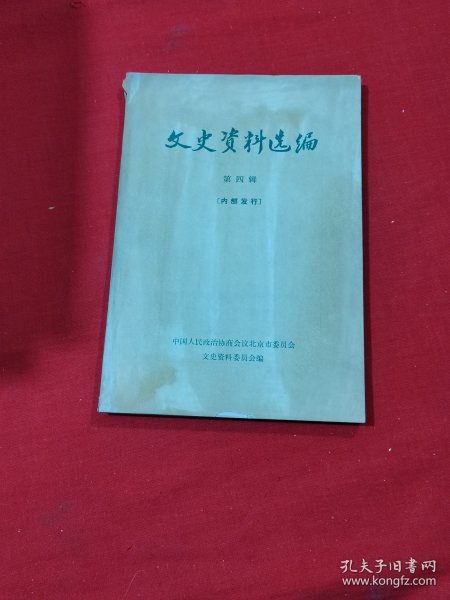 文史资料选编
第四辑
〔内部发行〕
中国人民政治协商会议北京市委员会
文史资料委员会编
孔夫子旧书网
www.kongfz.com